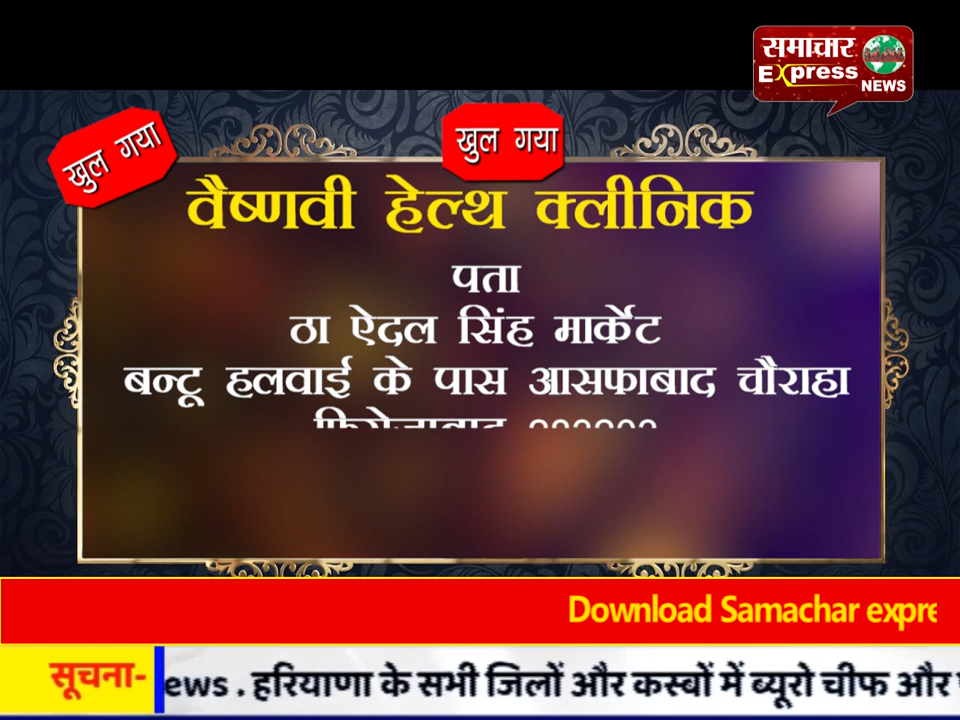 समाचार
Express
NEWS
खुल गया
खुल गया
वैष्णवी हेल्थ क्लीनिक
पता
ठा ऐदल सिंह मार्केट
बन्टू हलवाई के पास आसफाबाद चौराहा
Download Samachar expre
सूचना- ews . हरियाणा के सभी जिलों और कस्बों में ब्यूरो चीफ और